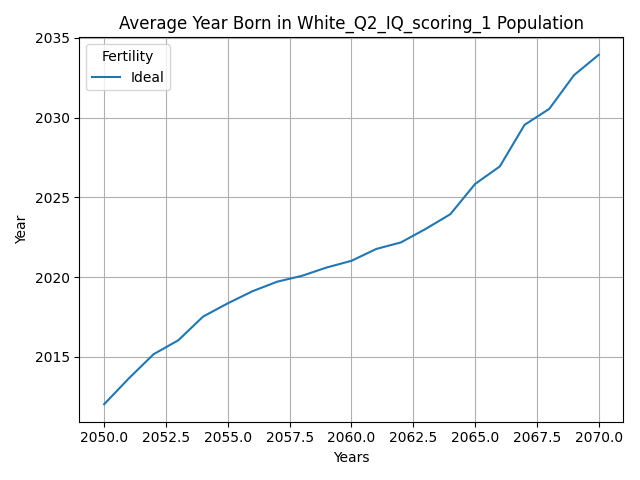 Average Year Born in White_Q2_IQ_scoring_1 Population
Fertility
Ideal
2035
2030
2025
2020
2015
Year
2050.0 2052.5 2055.0 2057.5 2060.0 2062.5 2065.0 2067.5 2070.0
Years